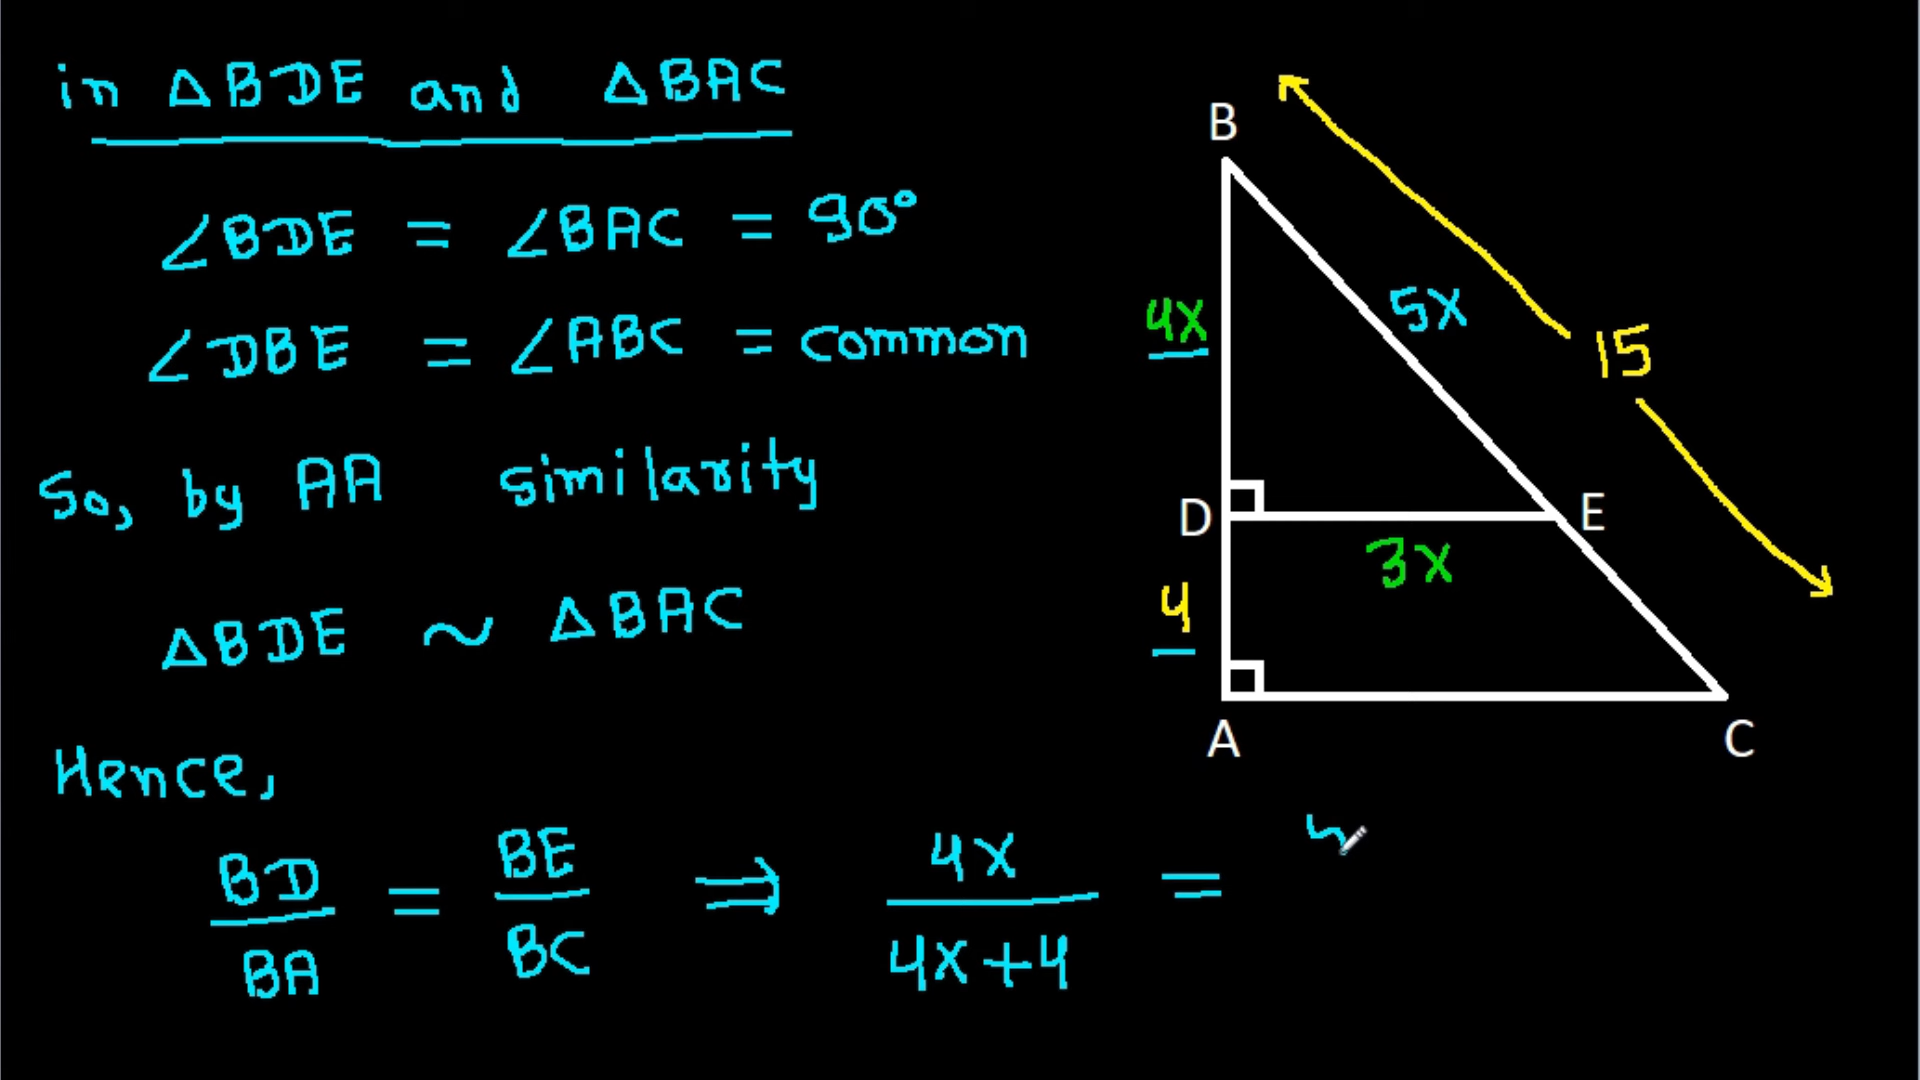 in ΔBDE and ΔBAC
∠BDE = ∠BAC = 90°
∠DBE = ∠ABC = common
So, by AA similarity
ΔBDE ~ ΔBAC
Hence,
BD/BA = BE/BC ⇒ 4x/(4x+4) =
B
4x
5x
15
D
E
3x
4
A
C